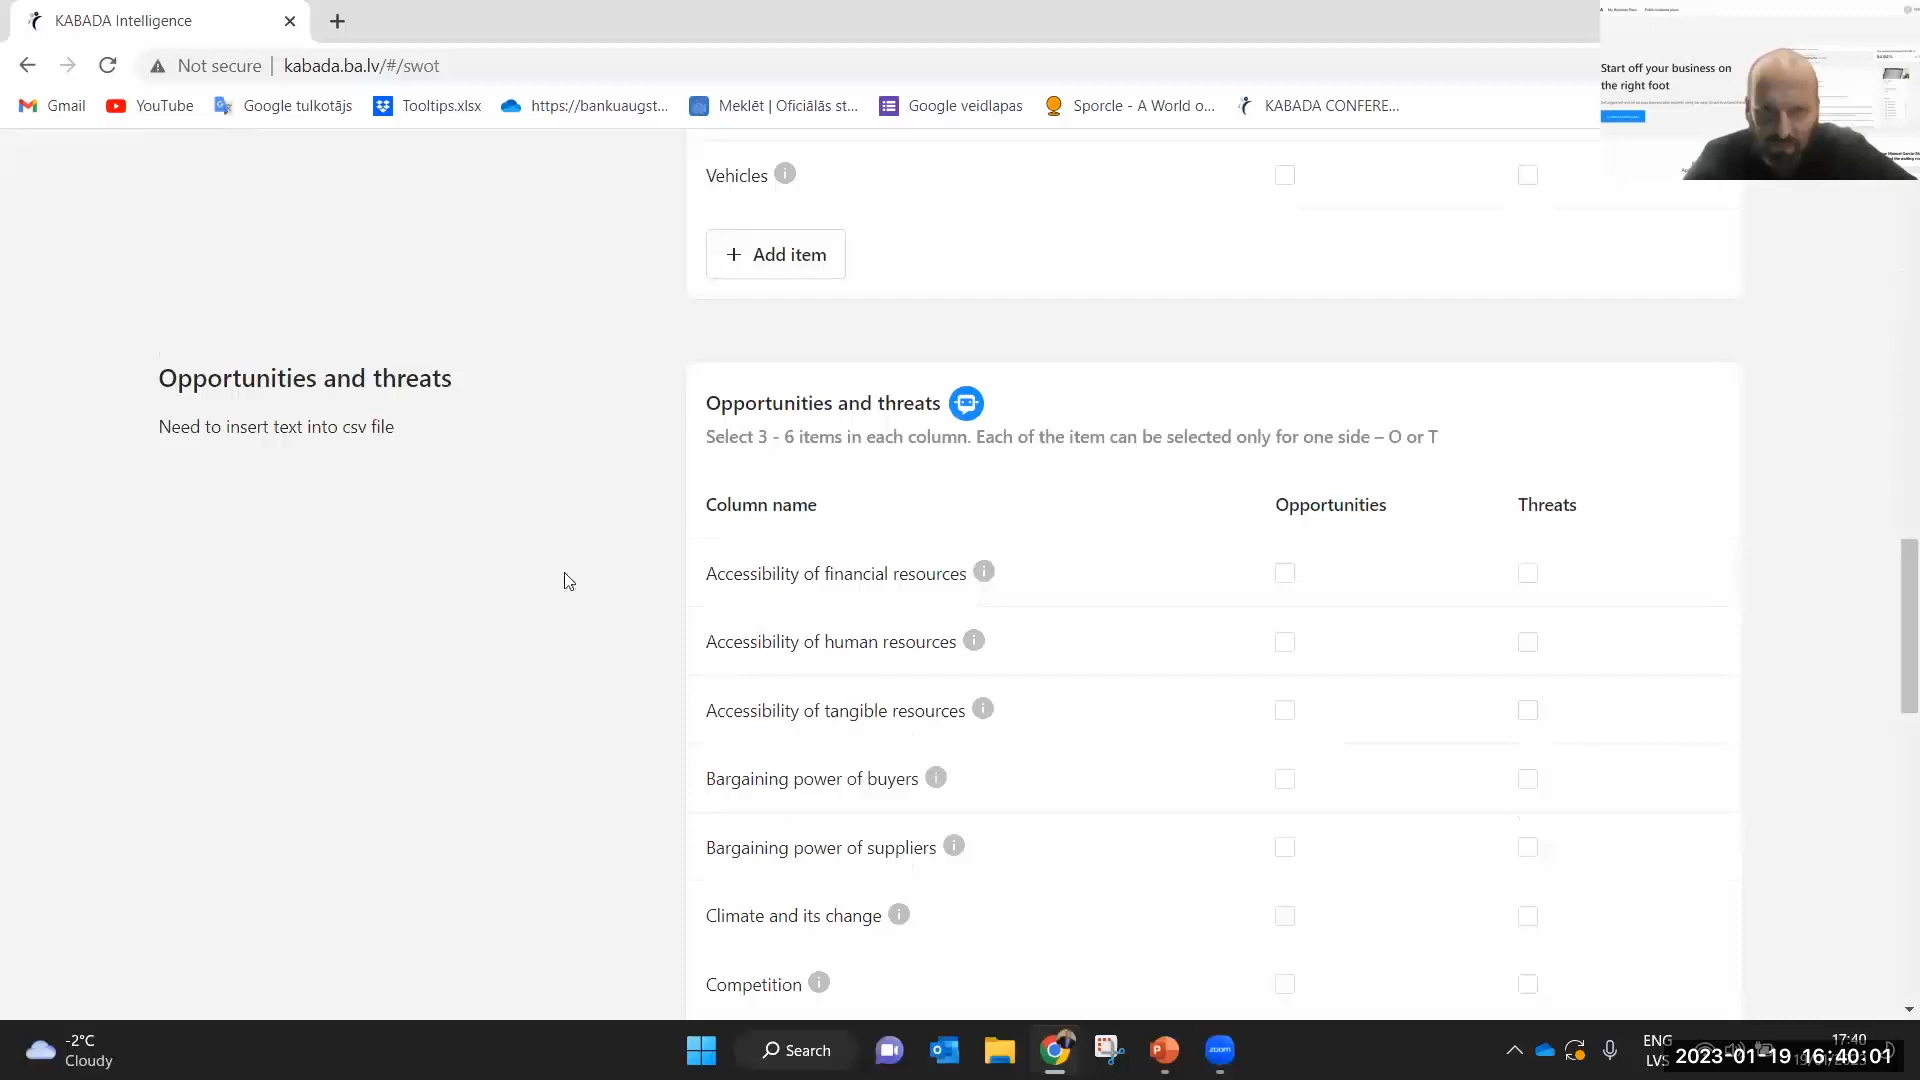 KABADA Intelligence
Not secure | kabada.ba.lv/#/swot
Gmail YouTube Google tulkotājs Tooltips.xlsx https://bankuaugst... Meklēt | Oficiālās st... Google veidlapas Sporcle - A World o... KABADA CONFERE...
Start off your business on
the right foot
Vehicles
+ Add item
Opportunities and threats
Need to insert text into csv file
Opportunities and threats
Select 3 - 6 items in each column. Each of the item can be selected only for one side – O or T
Column name Opportunities Threats
Accessibility of financial resources
Accessibility of human resources
Accessibility of tangible resources
Bargaining power of buyers
Bargaining power of suppliers
Climate and its change
Competition
-2°C
Cloudy
Search
zoom
ENG
LVS
17:40
2023-01-19 16:40:01